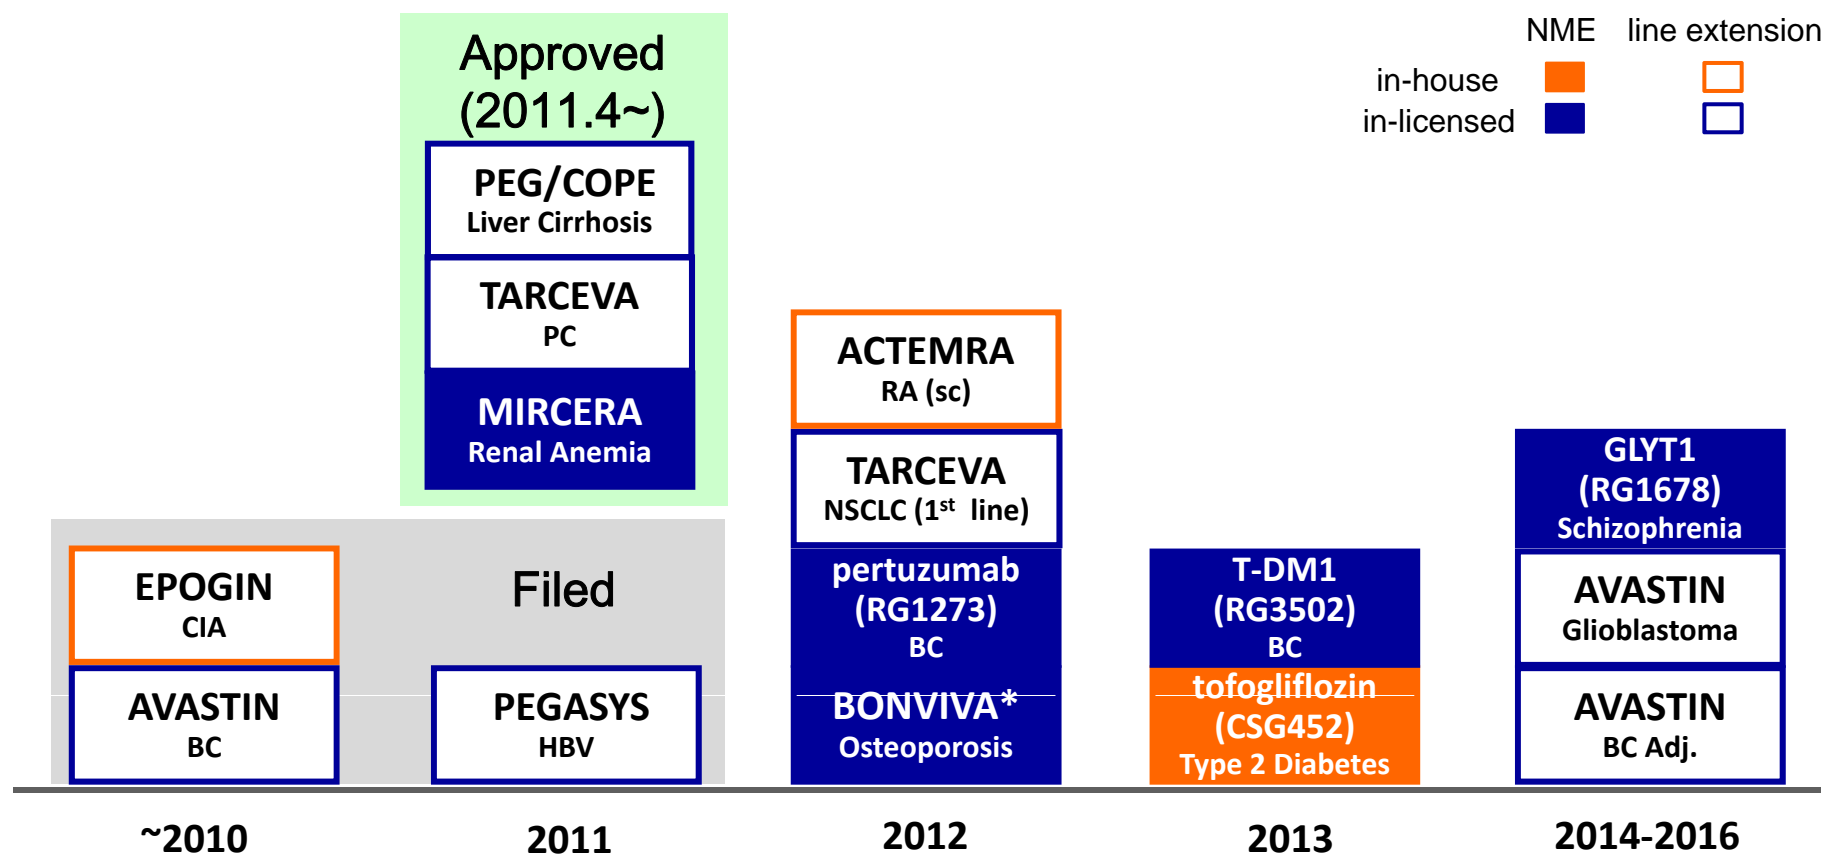 NME line extension
in-house
in-licensed
Approved
(2011.4~)
PEG/COPE
Liver Cirrhosis
TARCEVA
PC
MIRCERA
Renal Anemia
Filed
EPOGIN
CIA
AVASTIN
BC
PEGASYS
HBV
ACTEMRA
RA (sc)
TARCEVA
NSCLC (1st line)
pertuzumab
(RG1273)
BC
BONVIVA*
Osteoporosis
T-DM1
(RG3502)
BC
tofogliflozin
(CSG452)
Type 2 Diabetes
GLYT1
(RG1678)
Schizophrenia
AVASTIN
Glioblastoma
AVASTIN
BC Adj.
~2010 2011 2012 2013 2014-2016